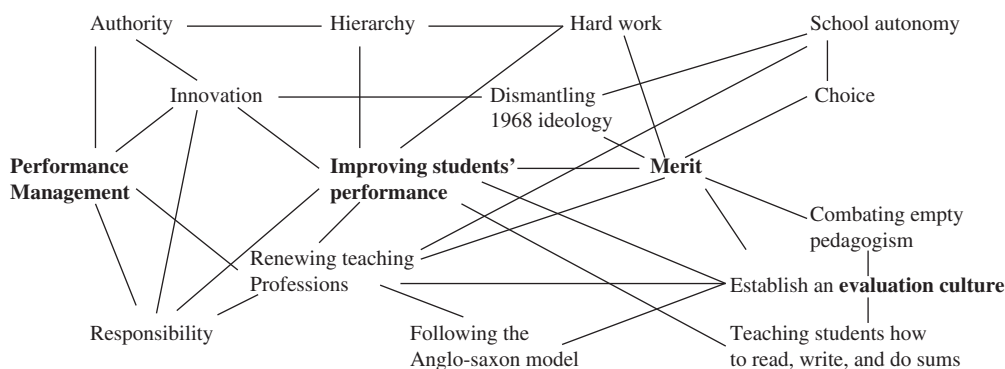 Authority
Hierarchy
Hard work
School autonomy
Innovation
Dismantling
1968 ideology
Choice
Performance
Management
Improving students’
performance
Merit
Combating empty
pedagogism
Renewing teaching
Professions
Establish an evaluation culture
Responsibility
Following the
Anglo-saxon model
Teaching students how
to read, write, and do sums